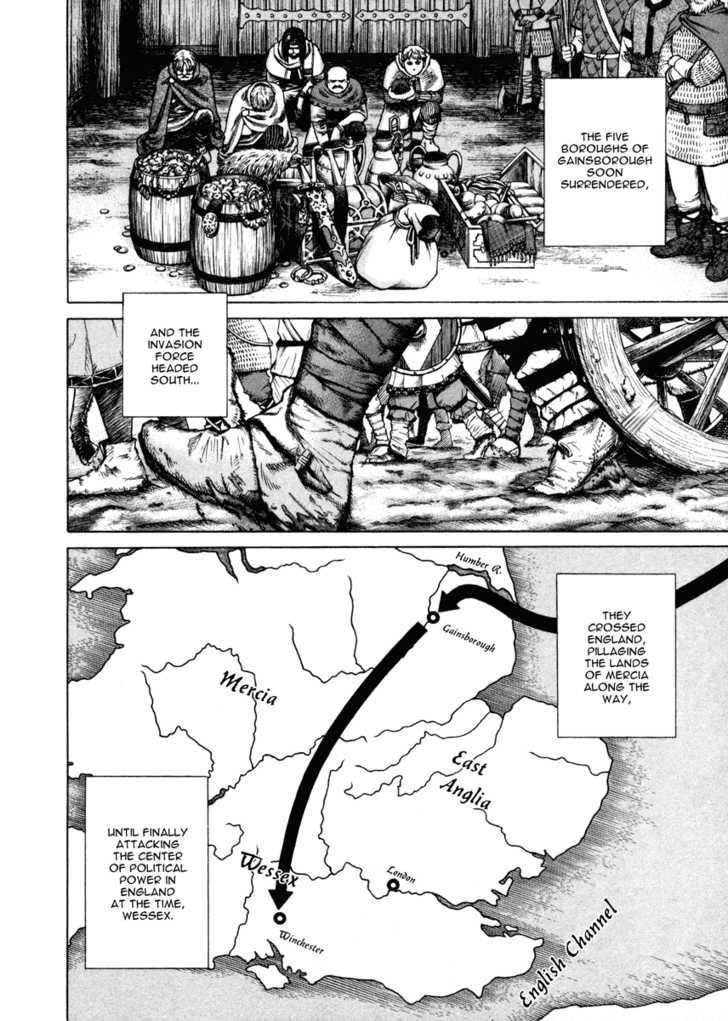 THE FIVE
BOROUGHS OF
GAINSBOROUGH
SOON
SURRENDERED,
AND THE
INVASION
FORCE
HEADED
SOUTH...
THEY
CROSSED
ENGLAND,
PILLAGING
THE LANDS
OF MERCIA
ALONG THE
WAY,
Humber R.
Gainsborough
Mercia
East
Anglia
Wessex
London
Winchester
English Channel
UNTIL FINALLY
ATTACKING
THE CENTER
OF POLITICAL
POWER IN
ENGLAND
AT THE TIME,
WESSEX.